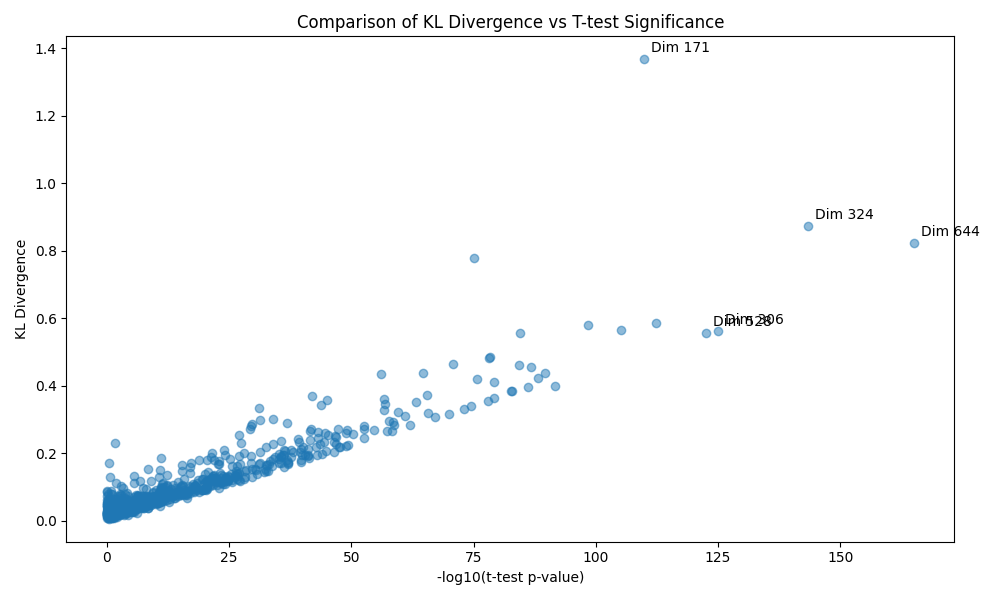 Comparison of KL Divergence vs T-test Significance
Dim 171
Dim 324
Dim 644
Dim 528
Dim 306
KL Divergence
1.4
1.2
1.0
0.8
0.6
0.4
0.2
0.0
0
25
50
75
100
125
150
-log10(t-test p-value)